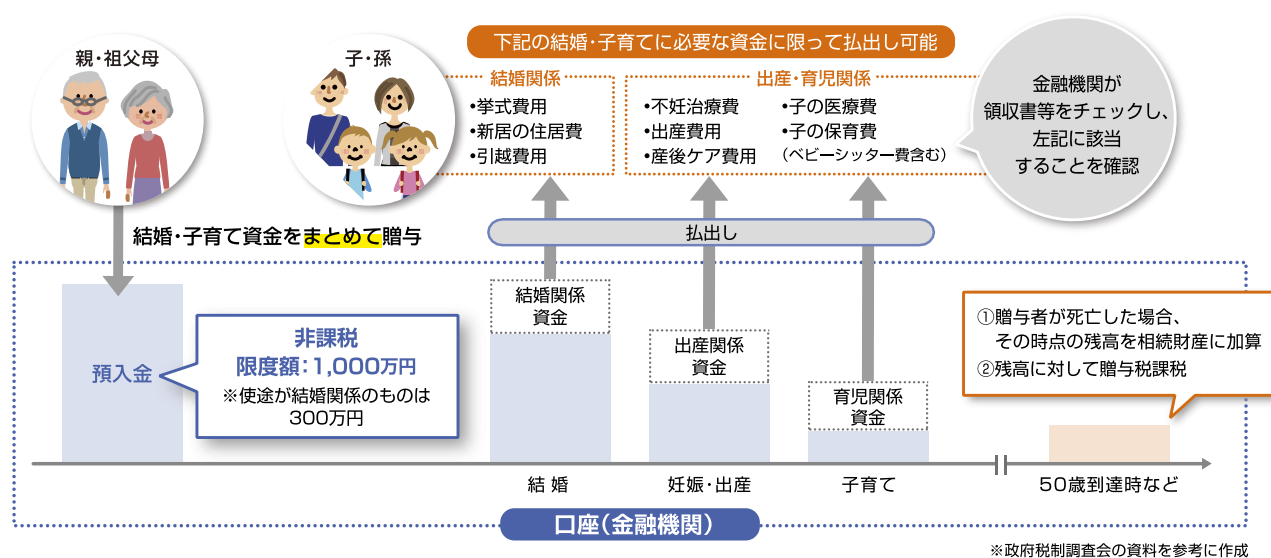 親・祖父母
子・孫
下記の結婚・子育てに必要な資金に限って払出し可能
結婚関係
•挙式費用
•新居の住居費
•引越費用
出産・育児関係
•不妊治療費
•出産費用
•産後ケア費用
•子の医療費
•子の保育費
(ベビーシッター費含む)
金融機関が
領収書等をチェックし、
左記に該当
することを確認
結婚・子育て資金をまとめて贈与
払出し
預入金
非課税
限度額：1,000万円
※使途が結婚関係のものは
300万円
結婚関係
資金
出産関係
資金
育児関係
資金
①贈与者が死亡した場合、
その時点の残高を相続財産に加算
②残高に対して贈与税課税
結 婚
妊娠・出産
子育て
50歳到達時など
口座(金融機関)
※政府税制調査会の資料を参考に作成